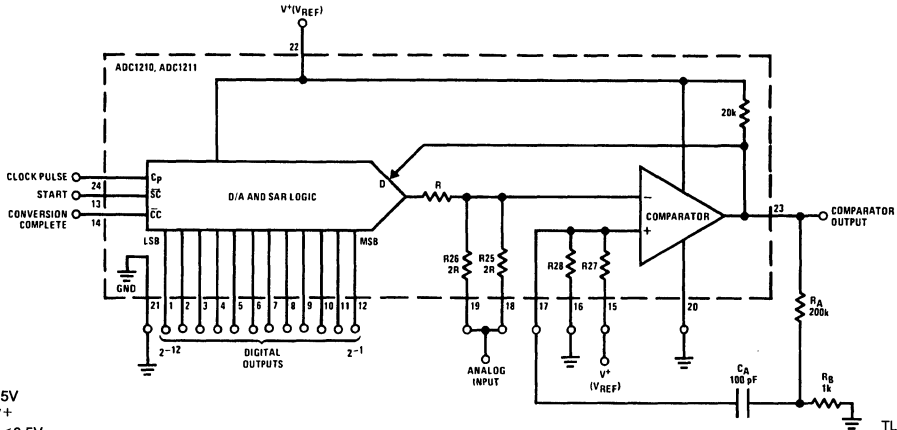 V+(VREF)
22
ADC1210, ADC1211
20k
CLOCK PULSE
24
CP
START
13
SC
CONVERSION COMPLETE
14
CC
D/A AND SAR LOGIC
D
R
LSB
MSB
COMPARATOR
-
+
23
COMPARATOR OUTPUT
R26 2R
R25 2R
R28
R27
GND
21 1 2 3 4 5 6 7 8 9 10 11 12
19 18 17 16 15 20
2-12
DIGITAL OUTPUTS
2-1
ANALOG INPUT
V+ (VREF)
RA 200k
CA 100 pF
RB 1k
5V
+
TL